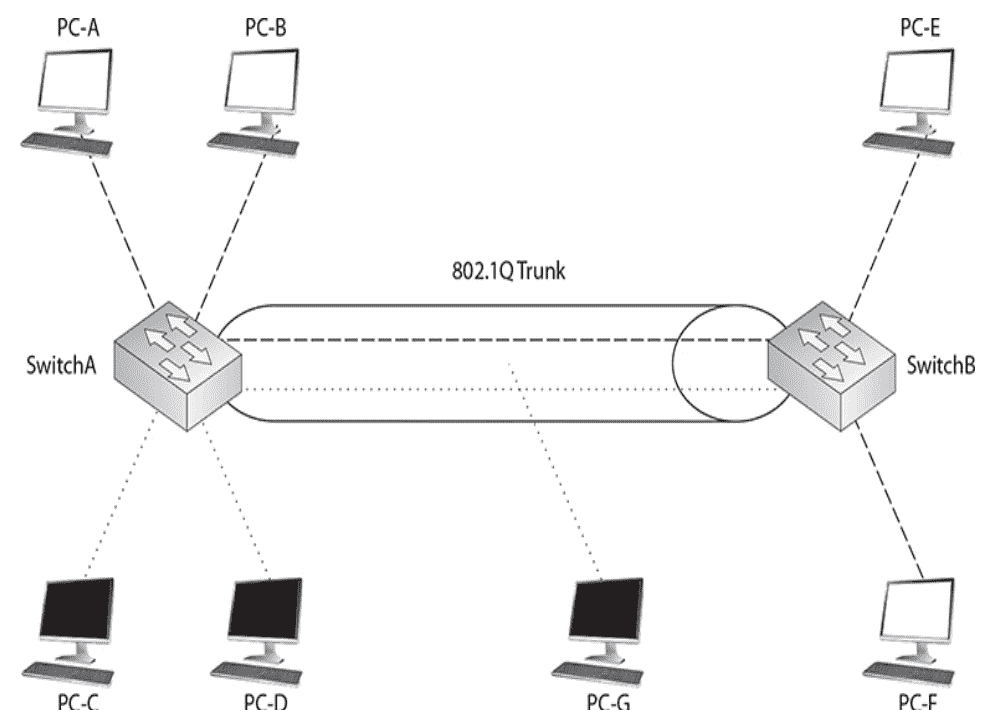 PC-A
PC-B
PC-E
802.1Q Trunk
SwitchA
SwitchB
PC-C
PC-D
PC-G
PC-F